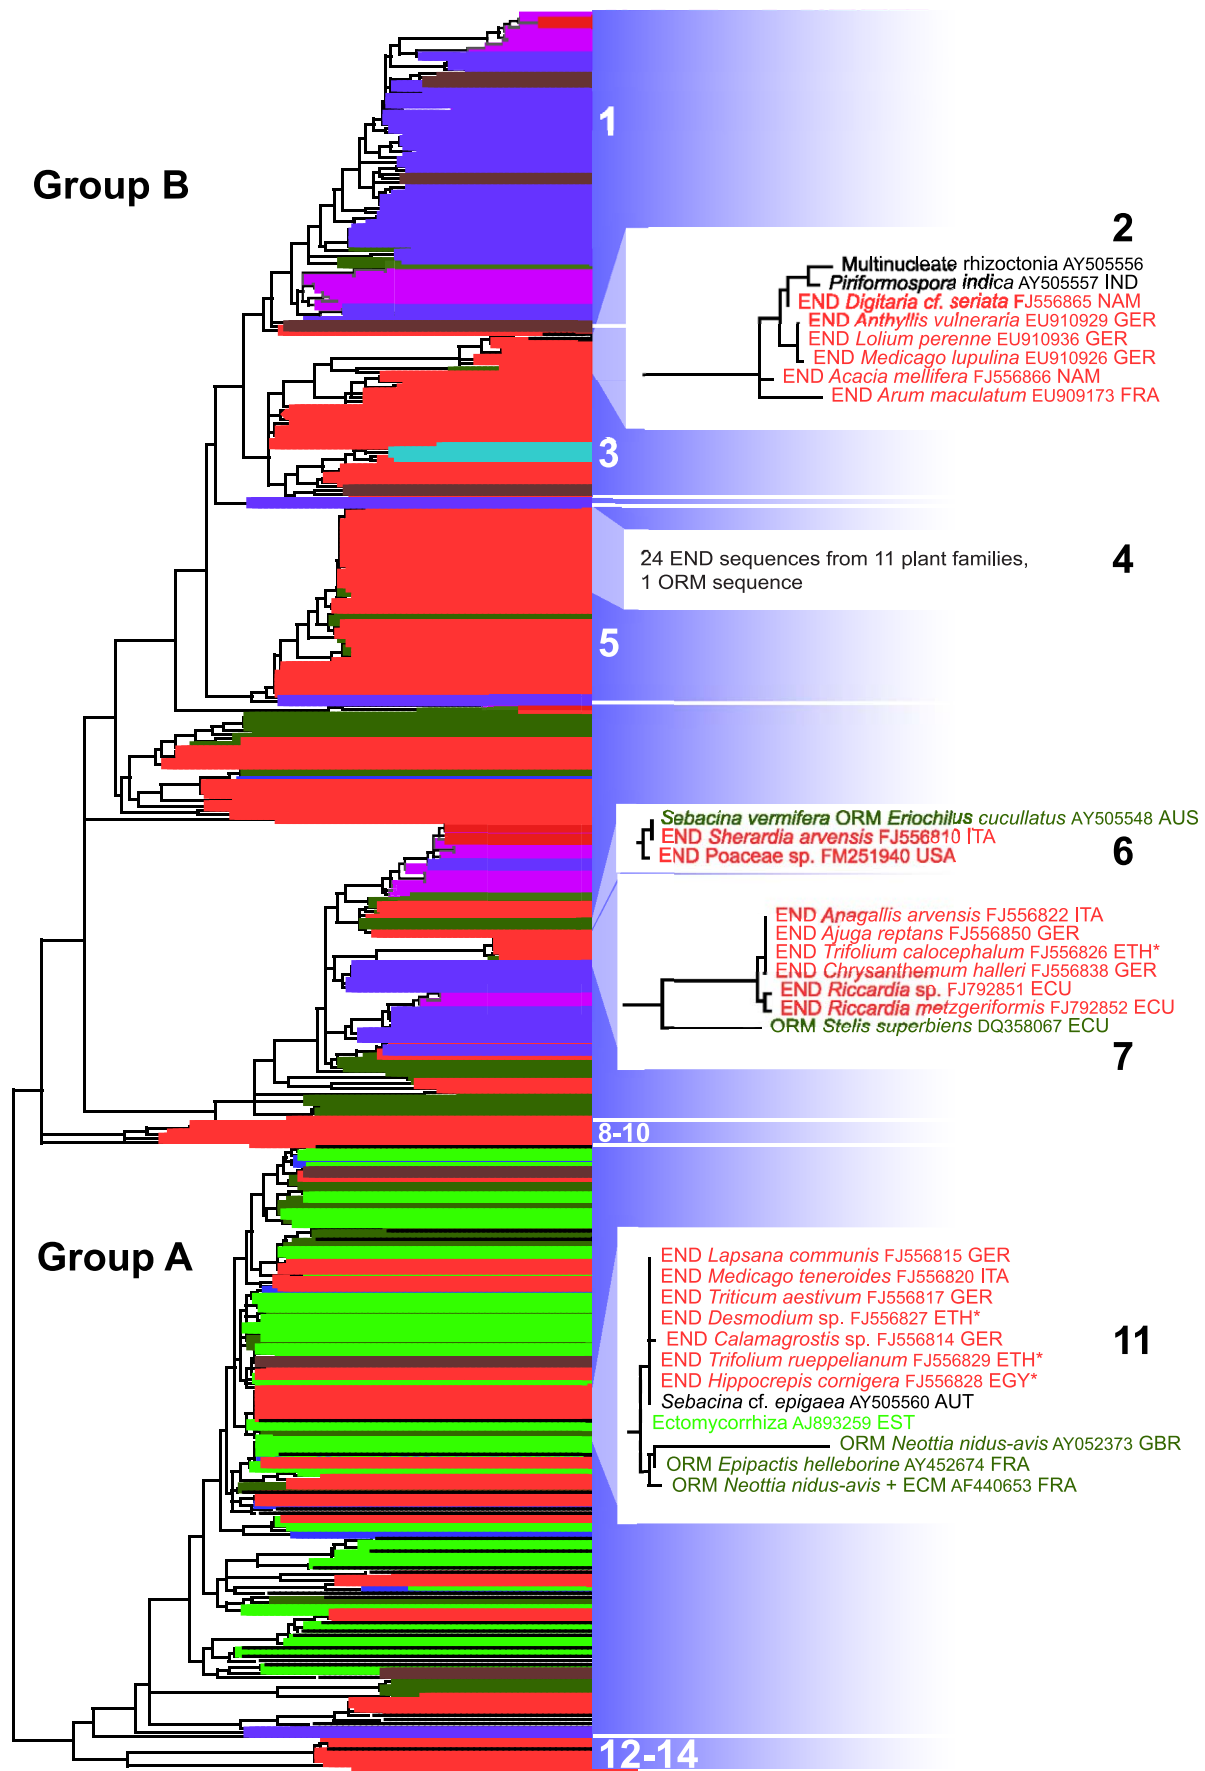 1
Group B
2
Multinucleate rhizoctonia AY505556
Piriformospora indica AY505557 IND
END Digitaria cf. seriata FJ556865 NAM
END Anthyllis vulneraria EU910929 GER
END Lolium perenne EU910936 GER
END Medicago lupulina EU910926 GER
END Acacia mellifera FJ556866 NAM
END Arum maculatum EU909173 FRA
3
24 END sequences from 11 plant families,
1 ORM sequence
4
5
Sebacina vermifera ORM Eriochilus cucullatus AY505548 AUS
END Sherardia arvensis FJ556810 ITA
END Poaceae sp. FM251940 USA
6
END Anagallis arvensis FJ556822 ITA
END Ajuga reptans FJ556850 GER
END Trifolium calocephalum FJ556826 ETH*
END Chrysanthemum halleri FJ556838 GER
END Riccardia sp. FJ792851 ECU
END Riccardia metzgeriformis FJ792852 ECU
ORM Stelis superbiens DQ358067 ECU
7
8-10
Group A
END Lapsana communis FJ556815 GER
END Medicago teneroides FJ556820 ITA
END Triticum aestivum FJ556817 GER
END Desmodium sp. FJ556827 ETH*
END Calamagrostis sp. FJ556814 GER
END Trifolium rueppelianum FJ556829 ETH*
END Hippocrepis cornigera FJ556828 EGY*
Sebacina cf. epigaea AY505560 AUT
Ectomycorrhiza AJ893259 EST
ORM Neottia nidus-avis AY052373 GBR
ORM Epipactis helleborine AY452674 FRA
ORM Neottia nidus-avis + ECM AF440653 FRA
11
12-14